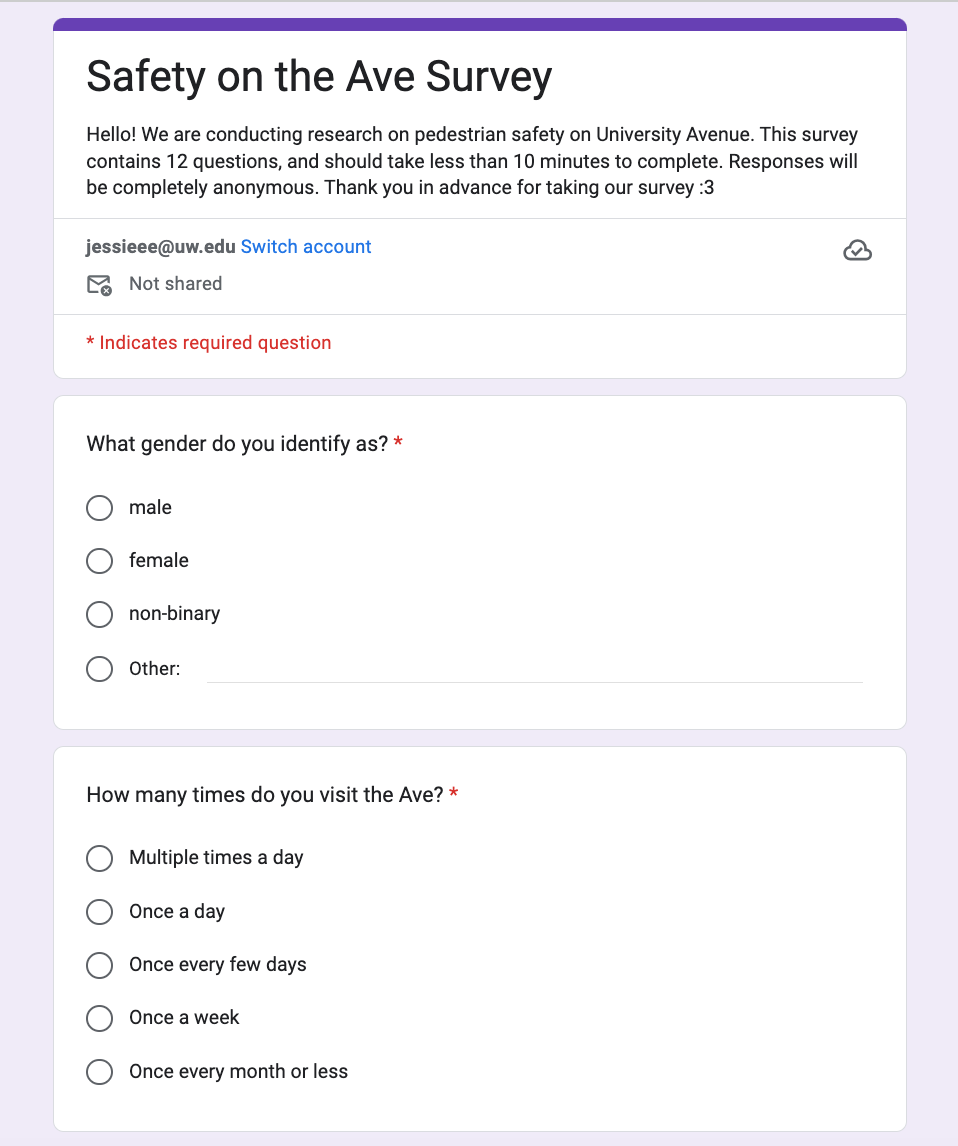 Safety on the Ave Survey
Hello! We are conducting research on pedestrian safety on University Avenue. This survey
contains 12 questions, and should take less than 10 minutes to complete. Responses will
be completely anonymous. Thank you in advance for taking our survey :3
jessieee@uw.edu Switch account
Not shared
* Indicates required question
What gender do you identify as? *
male
female
non-binary
Other:
How many times do you visit the Ave? *
Multiple times a day
Once a day
Once every few days
Once a week
Once every month or less